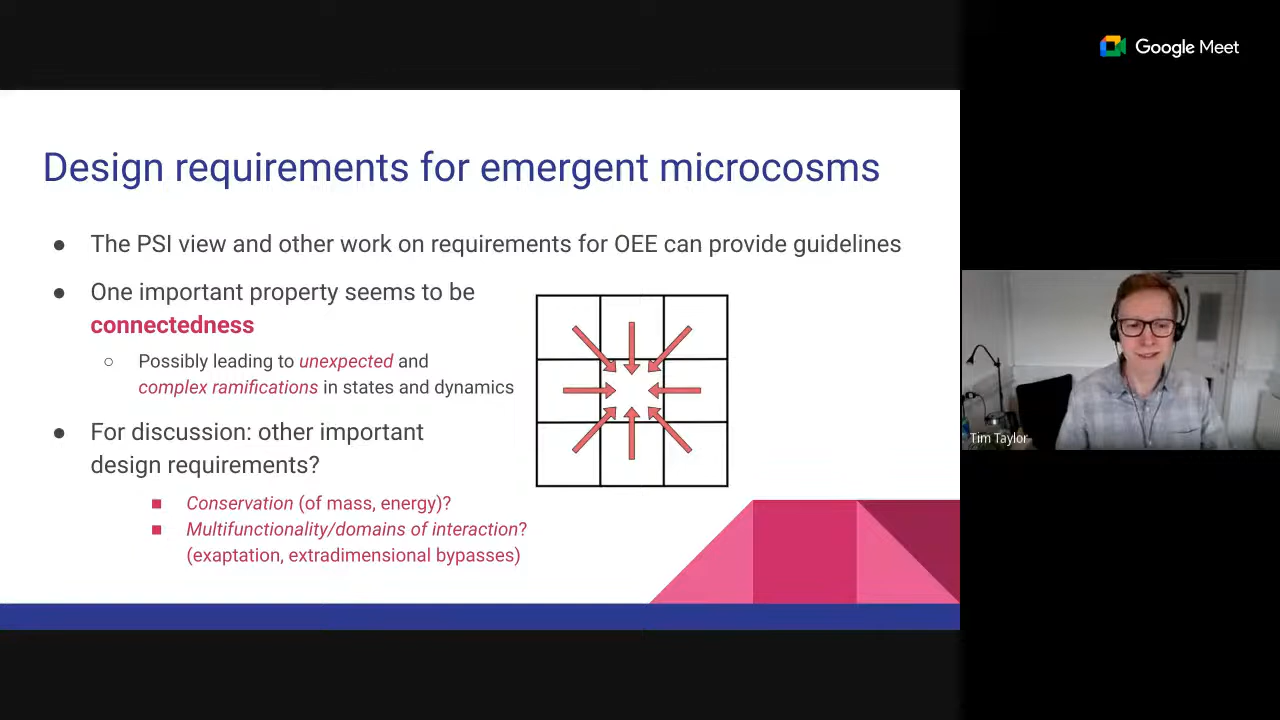 Google Meet
Design requirements for emergent microcosms
● The PSI view and other work on requirements for OEE can provide guidelines
● One important property seems to be
connectedness
○ Possibly leading to unexpected and
complex ramifications in states and dynamics
● For discussion: other important
design requirements?
■ Conservation (of mass, energy)?
■ Multifunctionality/domains of interaction?
(exaptation, extradimensional bypasses)
Tim Taylor